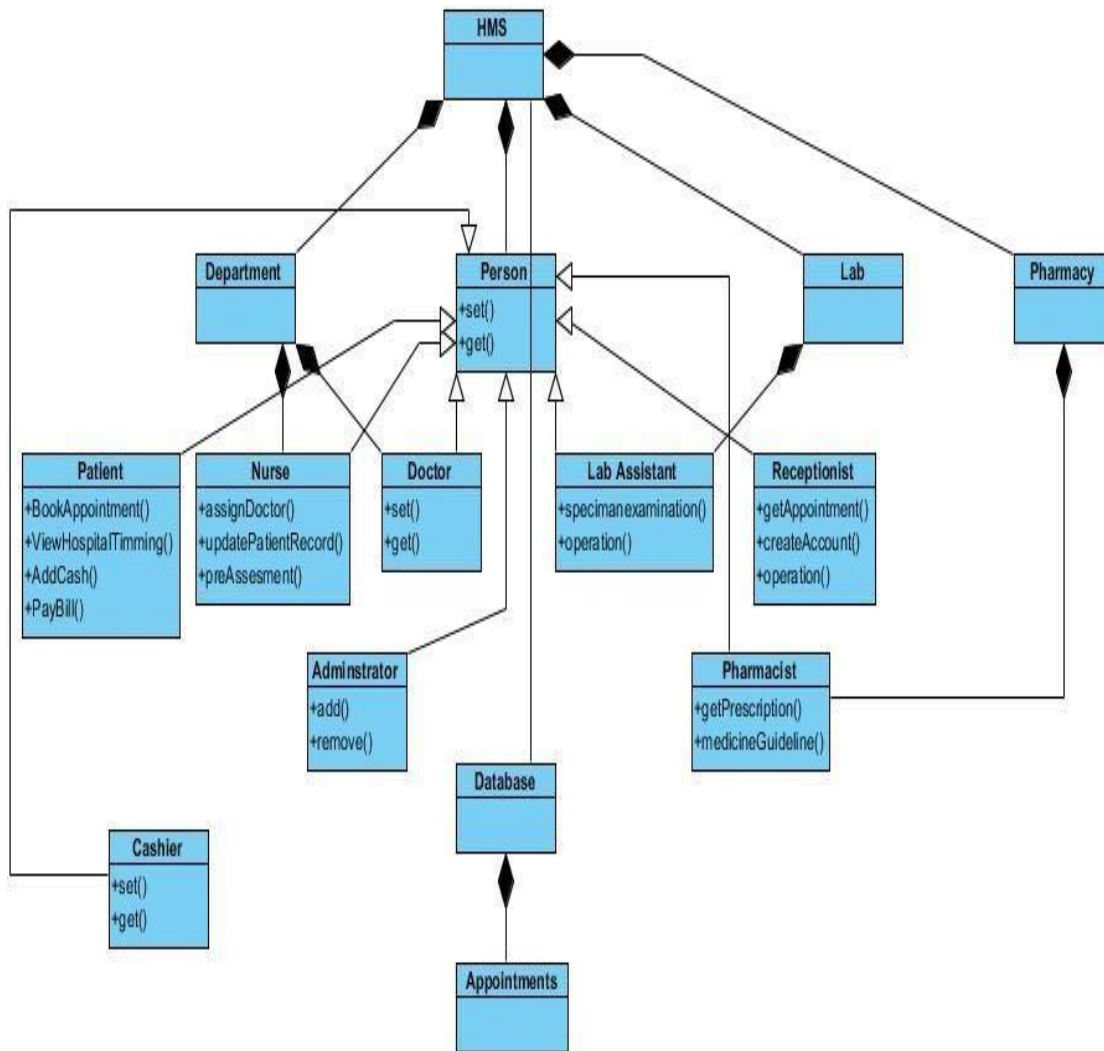 HMS
Department
Person
+set()
+get()
Lab
Pharmacy
Patient
+BookAppointment()
+ViewHospitalTimming()
+AddCash()
+PayBill()
Nurse
+assignDoctor()
+updatePatientRecord()
+preAssesment()
Doctor
+set()
+get()
Lab Assistant
+specimanexamination()
+operation()
Receptionist
+getAppointment()
+createAccount()
+operation()
Adminstrator
+add()
+remove()
Pharmacist
+getPrescription()
+medicineGuideline()
Database
Cashier
+set()
+get()
Appointments